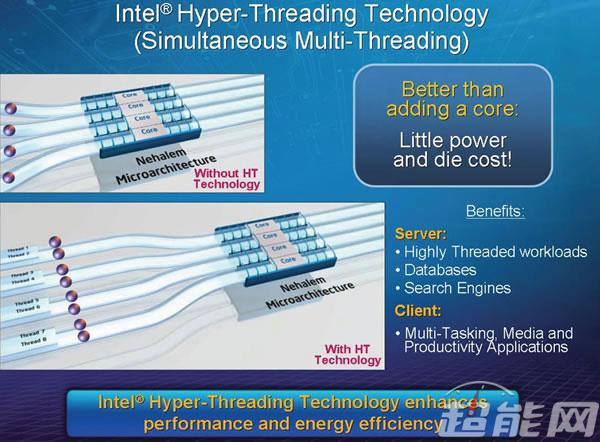 Intel® Hyper-Threading Technology
(Simultaneous Multi-Threading)
Core
Core
Core
Core
Nehalem
Microarchitecture
Without HT
Technology
Better than
adding a core:
Little power
and die cost!
Thread 1
Thread 2
Thread 3
Thread 4
Thread 5
Thread 6
Thread 7
Thread 8
Core
Core
Core
Core
Nehalem
Microarchitecture
With HT
Technology
Benefits:
Server:
• Highly Threaded workloads
• Databases
• Search Engines
Client:
• Multi-Tasking, Media and
Productivity Applications
Intel® Hyper-Threading Technology enhances
performance and energy efficiency
超能网